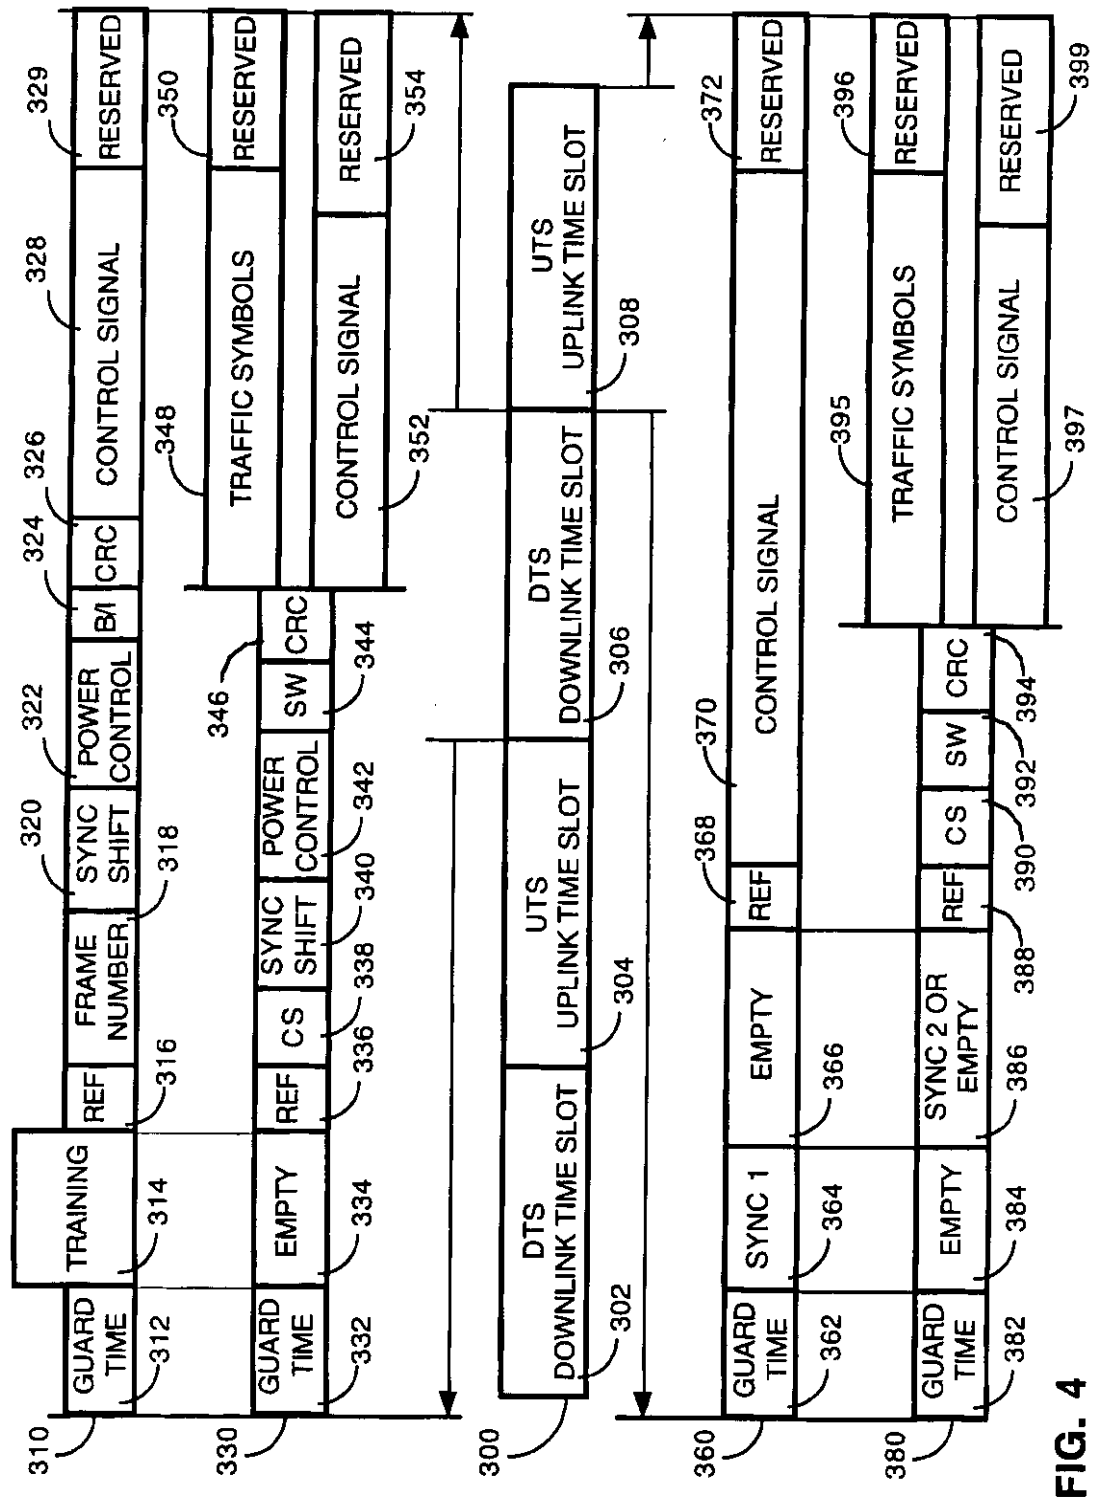 310
GUARD
TIME
312
TRAINING
314
REF
316
FRAME
NUMBER
318
SYNC
SHIFT
320
POWER
CONTROL
322
B/I
324
CRC
326
CONTROL SIGNAL
328
RESERVED
329
330
GUARD
TIME
332
EMPTY
334
REF
336
CS
338
SYNC
SHIFT
340
POWER
CONTROL
342
SW
344
CRC
346
TRAFFIC SYMBOLS
348
RESERVED
350
CONTROL SIGNAL
352
RESERVED
354
300
DTS
DOWNLINK TIME SLOT
302
UTS
UPLINK TIME SLOT
304
DTS
DOWNLINK TIME SLOT
306
UTS
UPLINK TIME SLOT
308
360
GUARD
TIME
362
SYNC 1
364
EMPTY
366
REF
368
CONTROL SIGNAL
370
RESERVED
372
380
GUARD
TIME
382
EMPTY
384
SYNC 2 OR
EMPTY
386
REF
388
CS
390
SW
392
CRC
394
TRAFFIC SYMBOLS
395
RESERVED
396
CONTROL SIGNAL
397
RESERVED
399
FIG. 4